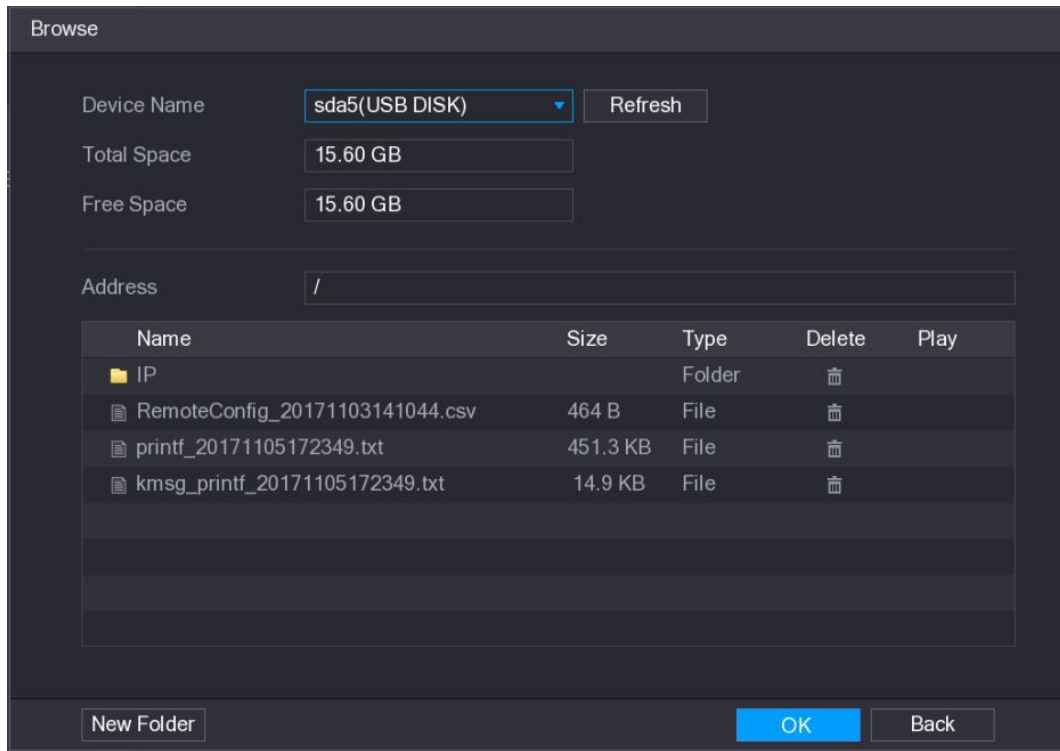 Browse
Device Name sda5(USB DISK) Refresh
Total Space 15.60 GB
Free Space 15.60 GB
Address /
Name Size Type Delete Play
IP Folder
RemoteConfig_20171103141044.csv 464 B File
printf_20171105172349.txt 451.3 KB File
kmsg_printf_20171105172349.txt 14.9 KB File
New Folder OK Back